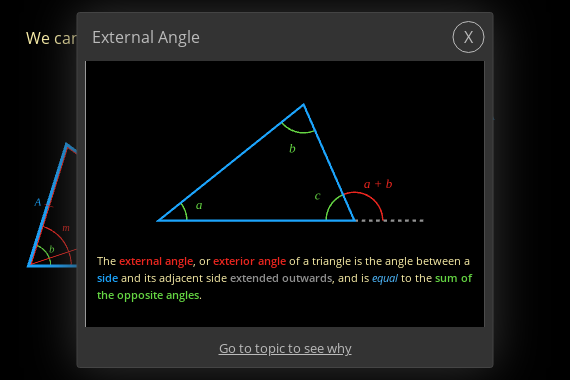 We can
External Angle
X
b
a + b
c
a
A
m
b
The external angle, or exterior angle of a triangle is the angle between a
side and its adjacent side extended outwards, and is equal to the sum of
the opposite angles.
Go to topic to see why